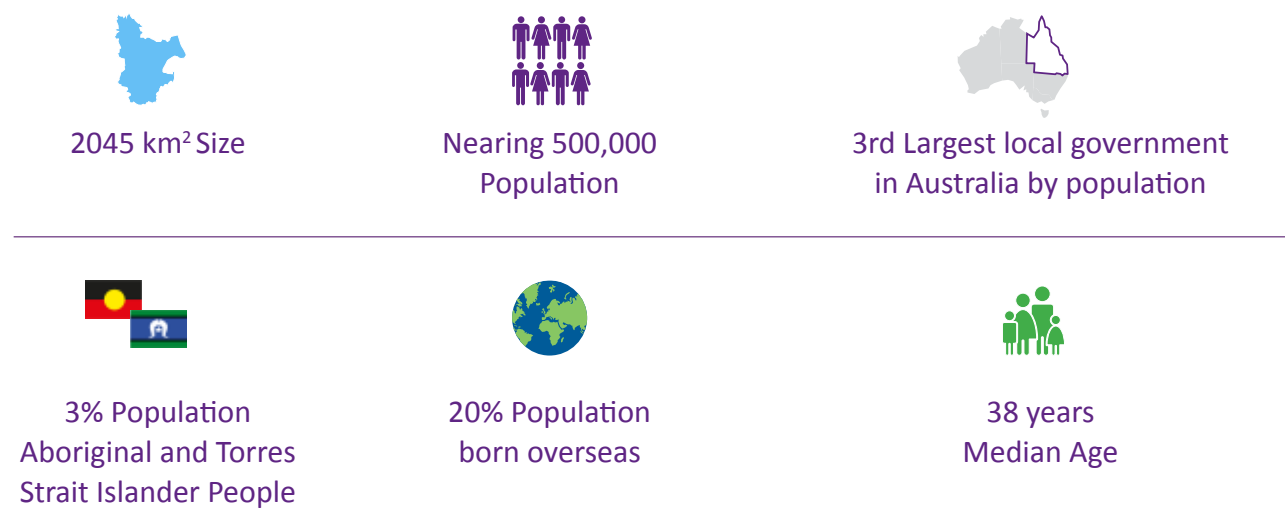 2045 km² Size
Nearing 500,000
Population
3rd Largest local government
in Australia by population
3% Population
Aboriginal and Torres
Strait Islander People
20% Population
born overseas
38 years
Median Age